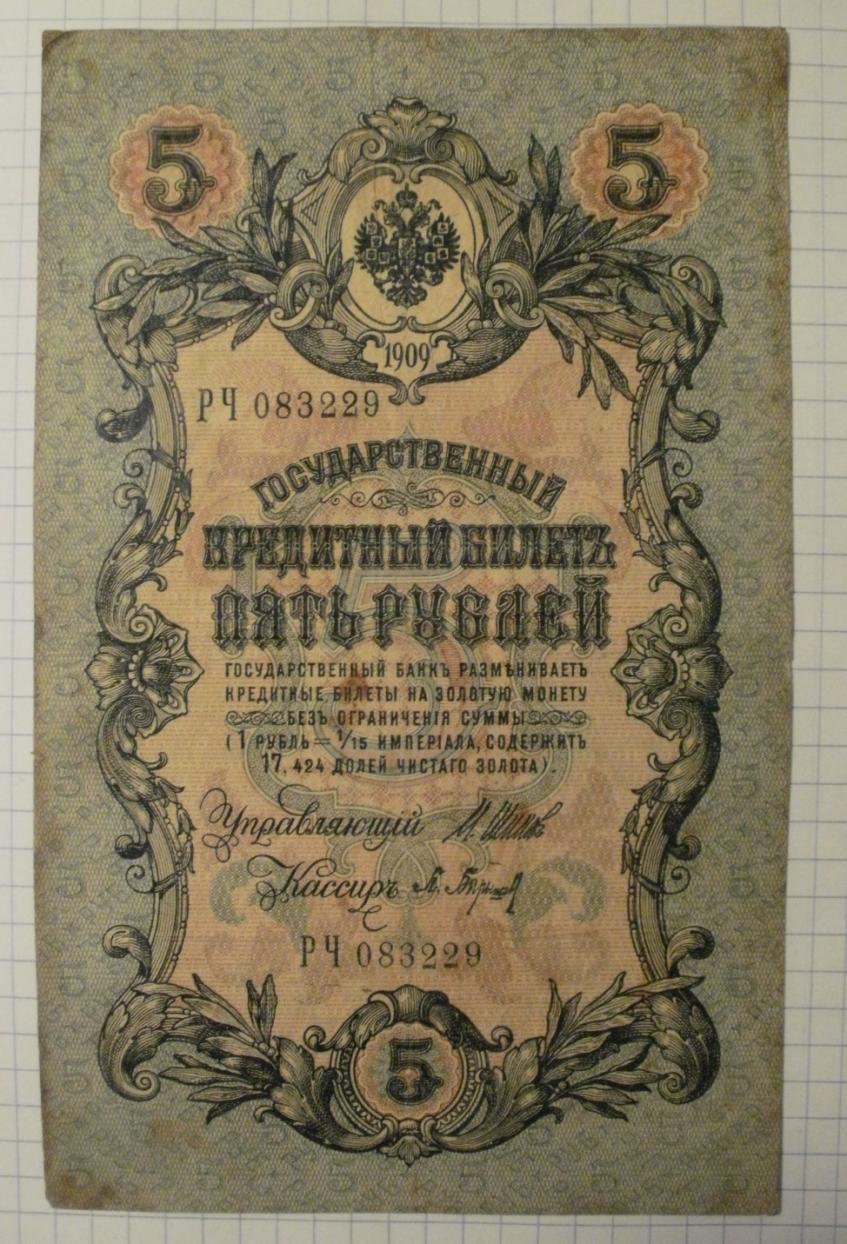 5 5
1909
РЧ 083229
ГОСУДАРСТВЕННЫЙ
КРЕДИТНЫЙ БИЛЕТЪ
ПЯТЬ РУБЛЕЙ
ГОСУДАРСТВЕННЫЙ БАНКЪ РАЗМѢНИВАЕТЪ
КРЕДИТНЫЕ БИЛЕТЫ НА ЗОЛОТУЮ МОНЕТУ
БЕЗЪ ОГРАНИЧЕНІЯ СУММЫ
(1 РУБЛЬ = 1/15 ИМПЕРІАЛА, СОДЕРЖИТЪ
17,424 ДОЛЕЙ ЧИСТАГО ЗОЛОТА).
Управляющій
Кассиръ
РЧ 083229
5